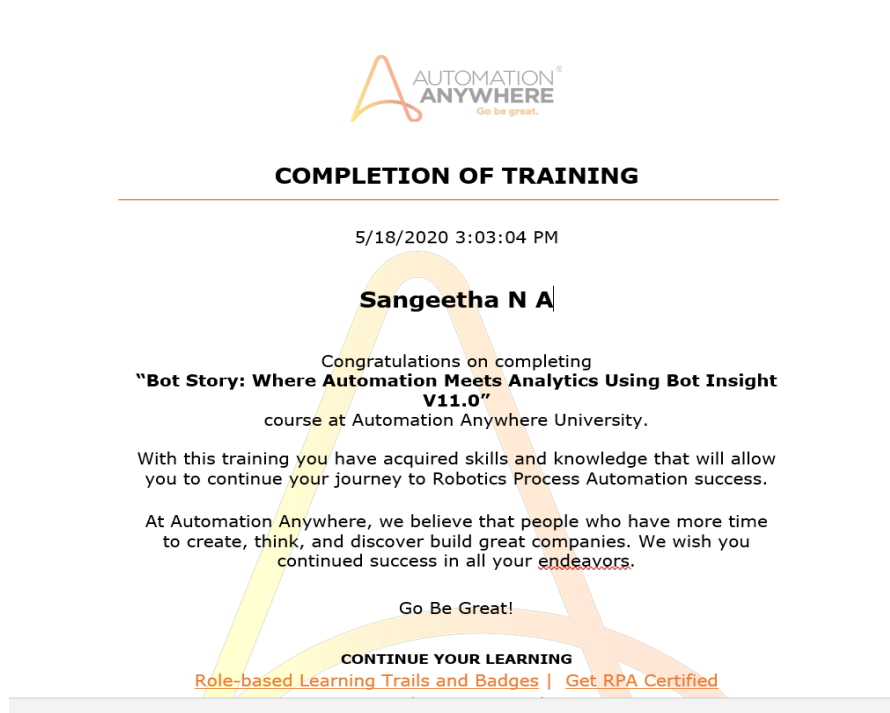 AUTOMATION®
ANYWHERE
Go be great.
COMPLETION OF TRAINING
5/18/2020 3:03:04 PM
Sangeetha N A
Congratulations on completing
“Bot Story: Where Automation Meets Analytics Using Bot Insight
V11.0”
course at Automation Anywhere University.
With this training you have acquired skills and knowledge that will allow
you to continue your journey to Robotics Process Automation success.
At Automation Anywhere, we believe that people who have more time
to create, think, and discover build great companies. We wish you
continued success in all your endeavors.
Go Be Great!
CONTINUE YOUR LEARNING
Role-based Learning Trails and Badges | Get RPA Certified